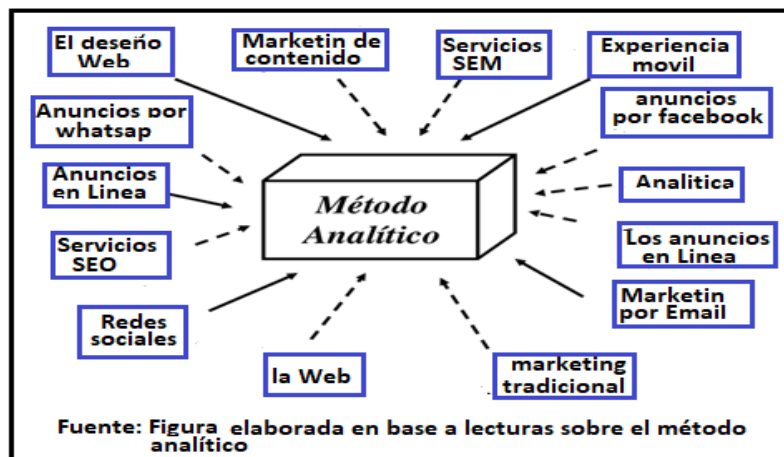 El deseño
Web
Marketin de
contenido
Servicios
SEM
Experiencia
movil
Anuncios por
whatsap
anuncios
por facebook
Anuncios
en Linea
Método
Analítico
Analitica
Servicios
SEO
Los anuncios
en Linea
Redes
sociales
Marketin
por Email
la Web
marketing
tradicional
Fuente: Figura elaborada en base a lecturas sobre el método
analítico